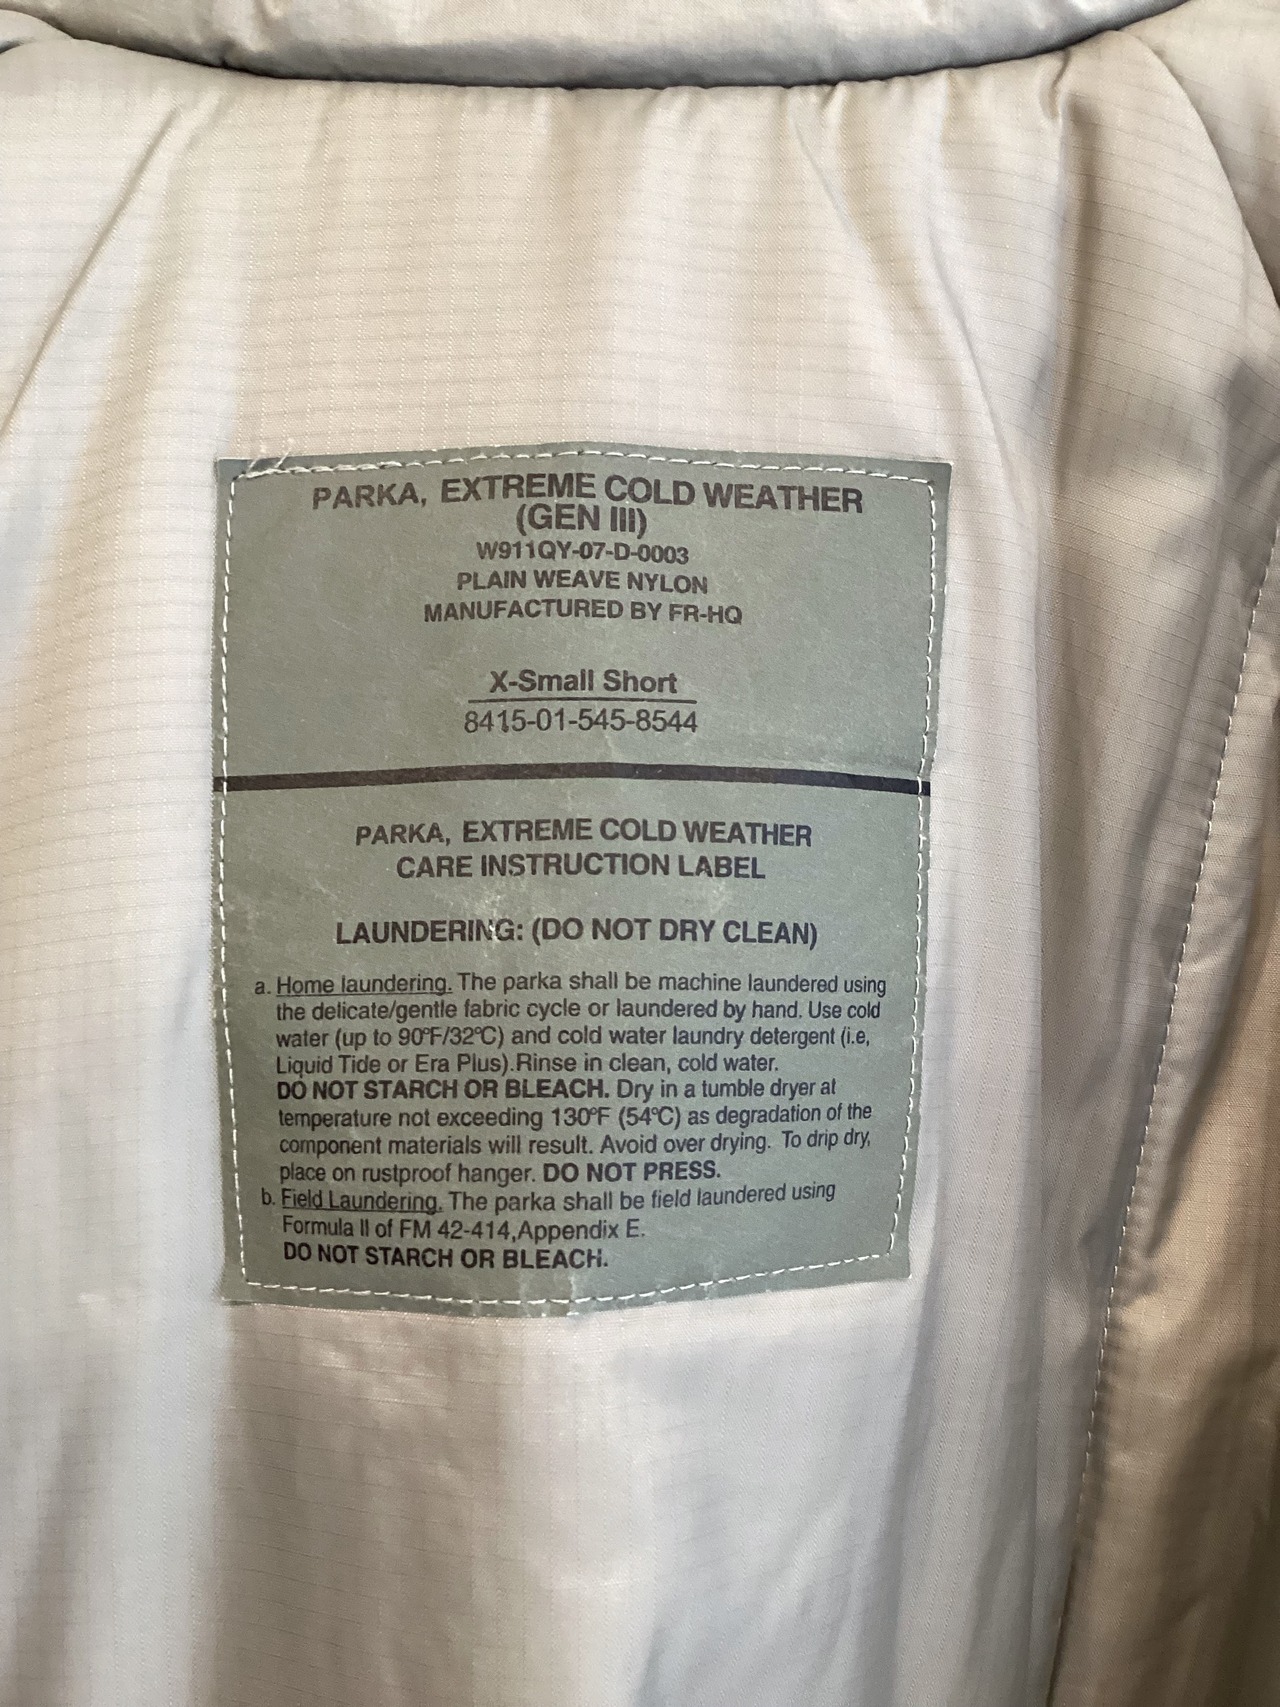 PARKA, EXTREME COLD WEATHER
(GEN III)
W911QY-07-D-0003
PLAIN WEAVE NYLON
MANUFACTURED BY FR-HQ
X-Small Short
8415-01-545-8544
PARKA, EXTREME COLD WEATHER
CARE INSTRUCTION LABEL
LAUNDERING: (DO NOT DRY CLEAN)
a. Home laundering. The parka shall be machine laundered using
the delicate/gentle fabric cycle or laundered by hand. Use cold
water (up to 90°F/32°C) and cold water laundry detergent (i.e,
Liquid Tide or Era Plus).Rinse in clean, cold water.
DO NOT STARCH OR BLEACH. Dry in a tumble dryer at
temperature not exceeding 130°F (54°C) as degradation of the
component materials will result. Avoid over drying. To drip dry,
place on rustproof hanger. DO NOT PRESS.
b. Field Laundering. The parka shall be field laundered using
Formula II of FM 42-414,Appendix E.
DO NOT STARCH OR BLEACH.